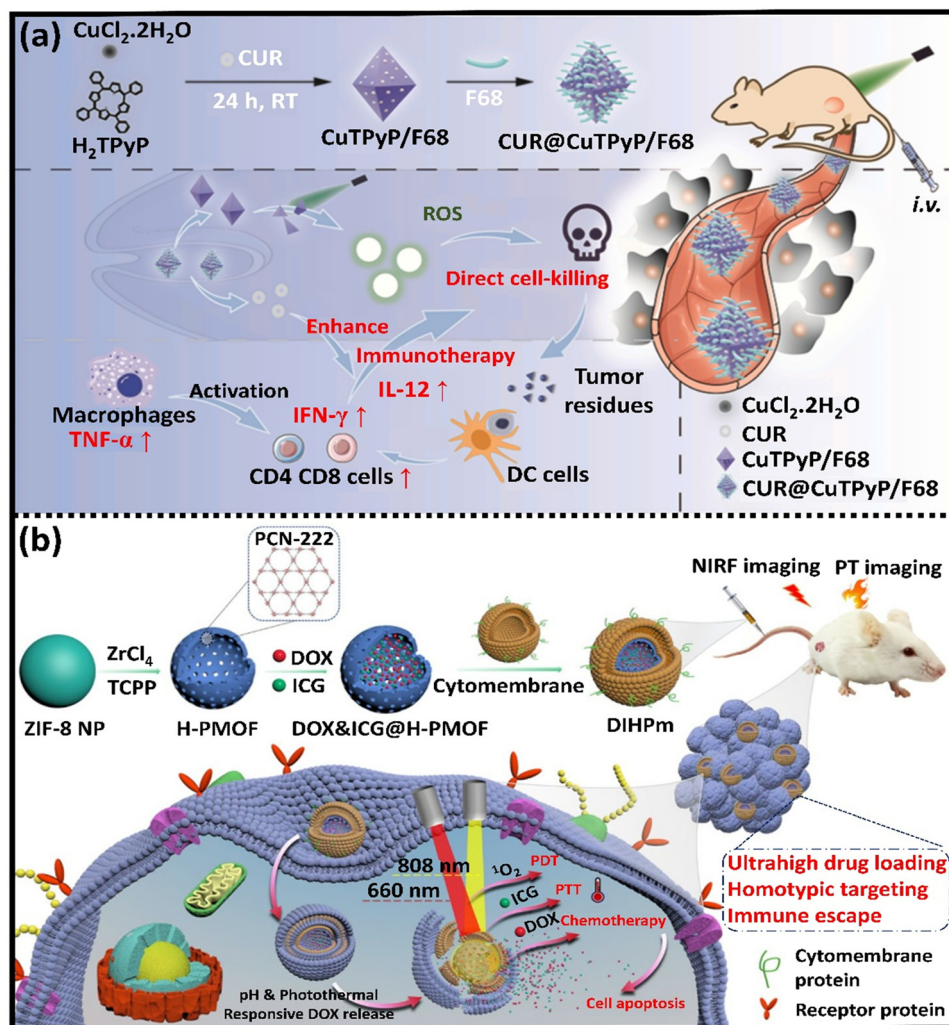 (a)
CuCl₂.2H₂O
H₂TPyP
CUR
24 h, RT
CuTPyP/F68
F68
CUR@CuTPyP/F68
i.v.
ROS
Direct cell-killing
Enhance
Immunotherapy
IL-12 ↑
IFN-γ ↑
Activation
Macrophages
TNF-α ↑
CD4 CD8 cells ↑
DC cells
Tumor
residues
CuCl₂.2H₂O
CUR
CuTPyP/F68
CUR@CuTPyP/F68
(b)
PCN-222
NIRF imaging
PT imaging
ZrCl₄
TCPP
DOX
ICG
Cytomembrane
ZIF-8 NP
H-PMOF
DOX&ICG@H-PMOF
DIHPm
808 nm
660 nm
¹O₂
PDT
ICG
PTT
DOX
Chemotherapy
Cell apoptosis
pH & Photothermal
Responsive DOX release
Ultrahigh drug loading
Homotypic targeting
Immune escape
Cytomembrane
protein
Receptor protein